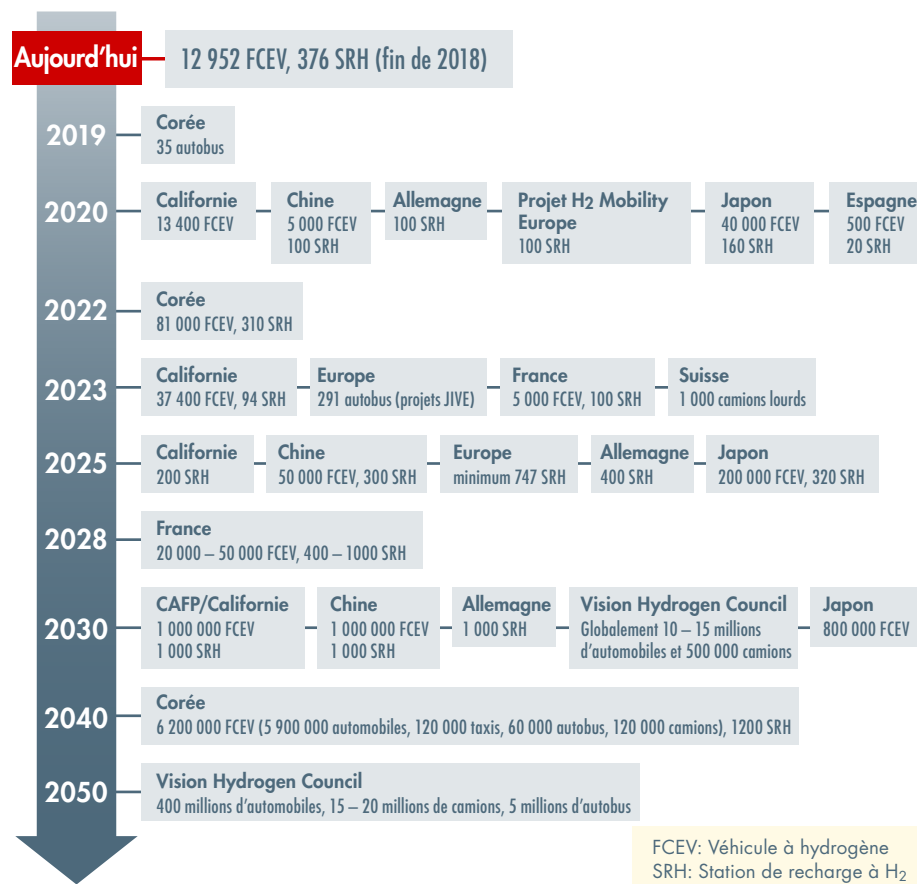 Aujourd'hui
12 952 FCEV, 376 SRH (fin de 2018)
2019
Corée
35 autobus
2020
Californie
13 400 FCEV
Chine
5 000 FCEV
100 SRH
Allemagne
100 SRH
Projet H2 Mobility
Europe
100 SRH
Japon
40 000 FCEV
160 SRH
Espagne
500 FCEV
20 SRH
2022
Corée
81 000 FCEV, 310 SRH
2023
Californie
37 400 FCEV, 94 SRH
Europe
291 autobus (projets JIVE)
France
5 000 FCEV, 100 SRH
Suisse
1 000 camions lourds
2025
Californie
200 SRH
Chine
50 000 FCEV, 300 SRH
Europe
minimum 747 SRH
Allemagne
400 SRH
Japon
200 000 FCEV, 320 SRH
2028
France
20 000 – 50 000 FCEV, 400 – 1000 SRH
2030
CAFP/Californie
1 000 000 FCEV
1 000 SRH
Chine
1 000 000 FCEV
1 000 SRH
Allemagne
1 000 SRH
Vision Hydrogen Council
Globalement 10 – 15 millions
d'automobiles et 500 000 camions
Japon
800 000 FCEV
2040
Corée
6 200 000 FCEV (5 900 000 automobiles, 120 000 taxis, 60 000 autobus, 120 000 camions), 1200 SRH
2050
Vision Hydrogen Council
400 millions d'automobiles, 15 – 20 millions de camions, 5 millions d'autobus
FCEV: Véhicule à hydrogène
SRH: Station de recharge à H2